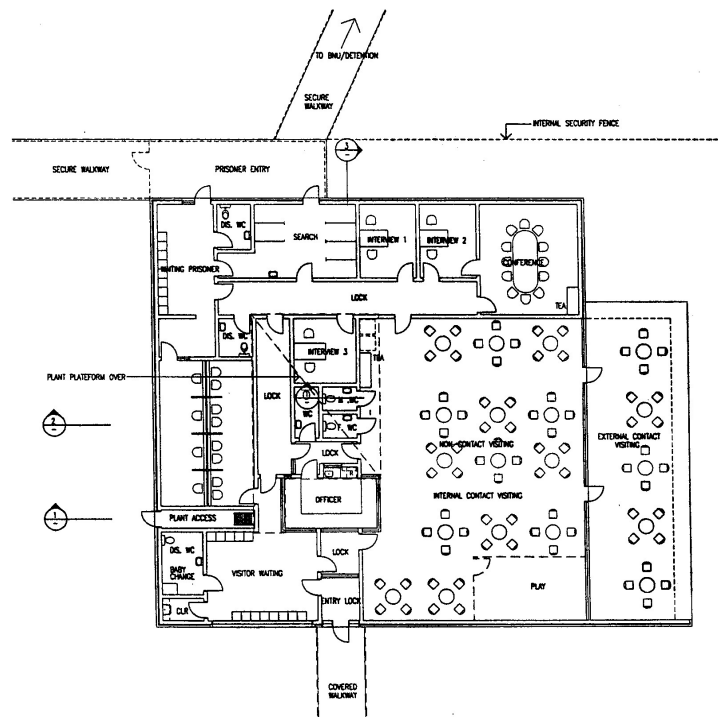 TO BMU/DETENTION
SECURE
WALKWAY
INTERNAL SECURITY FENCE
3
SECURE WALKWAY
PRISONER ENTRY
DIS. WC
SEARCH
INTERVIEW 1
INTERVIEW 2
WAITING PRISONER
CONFERENCE
LOCK
TEA
DIS. WC
INTERVIEW 3
TEA
PLANT PLATEFORM OVER
LOCK
M .WC
WC
F. WC
2
NON-CONTACT VISITING
EXTERNAL CONTACT
VISITING
LOCK
INTERNAL CONTACT VISITING
OFFICER
1
PLANT ACCESS
DIS. WC
LOCK
BABY
CHANGE
VISITOR WAITING
PLAY
ENTRY LOCK
CLR
COVERED
WALKWAY